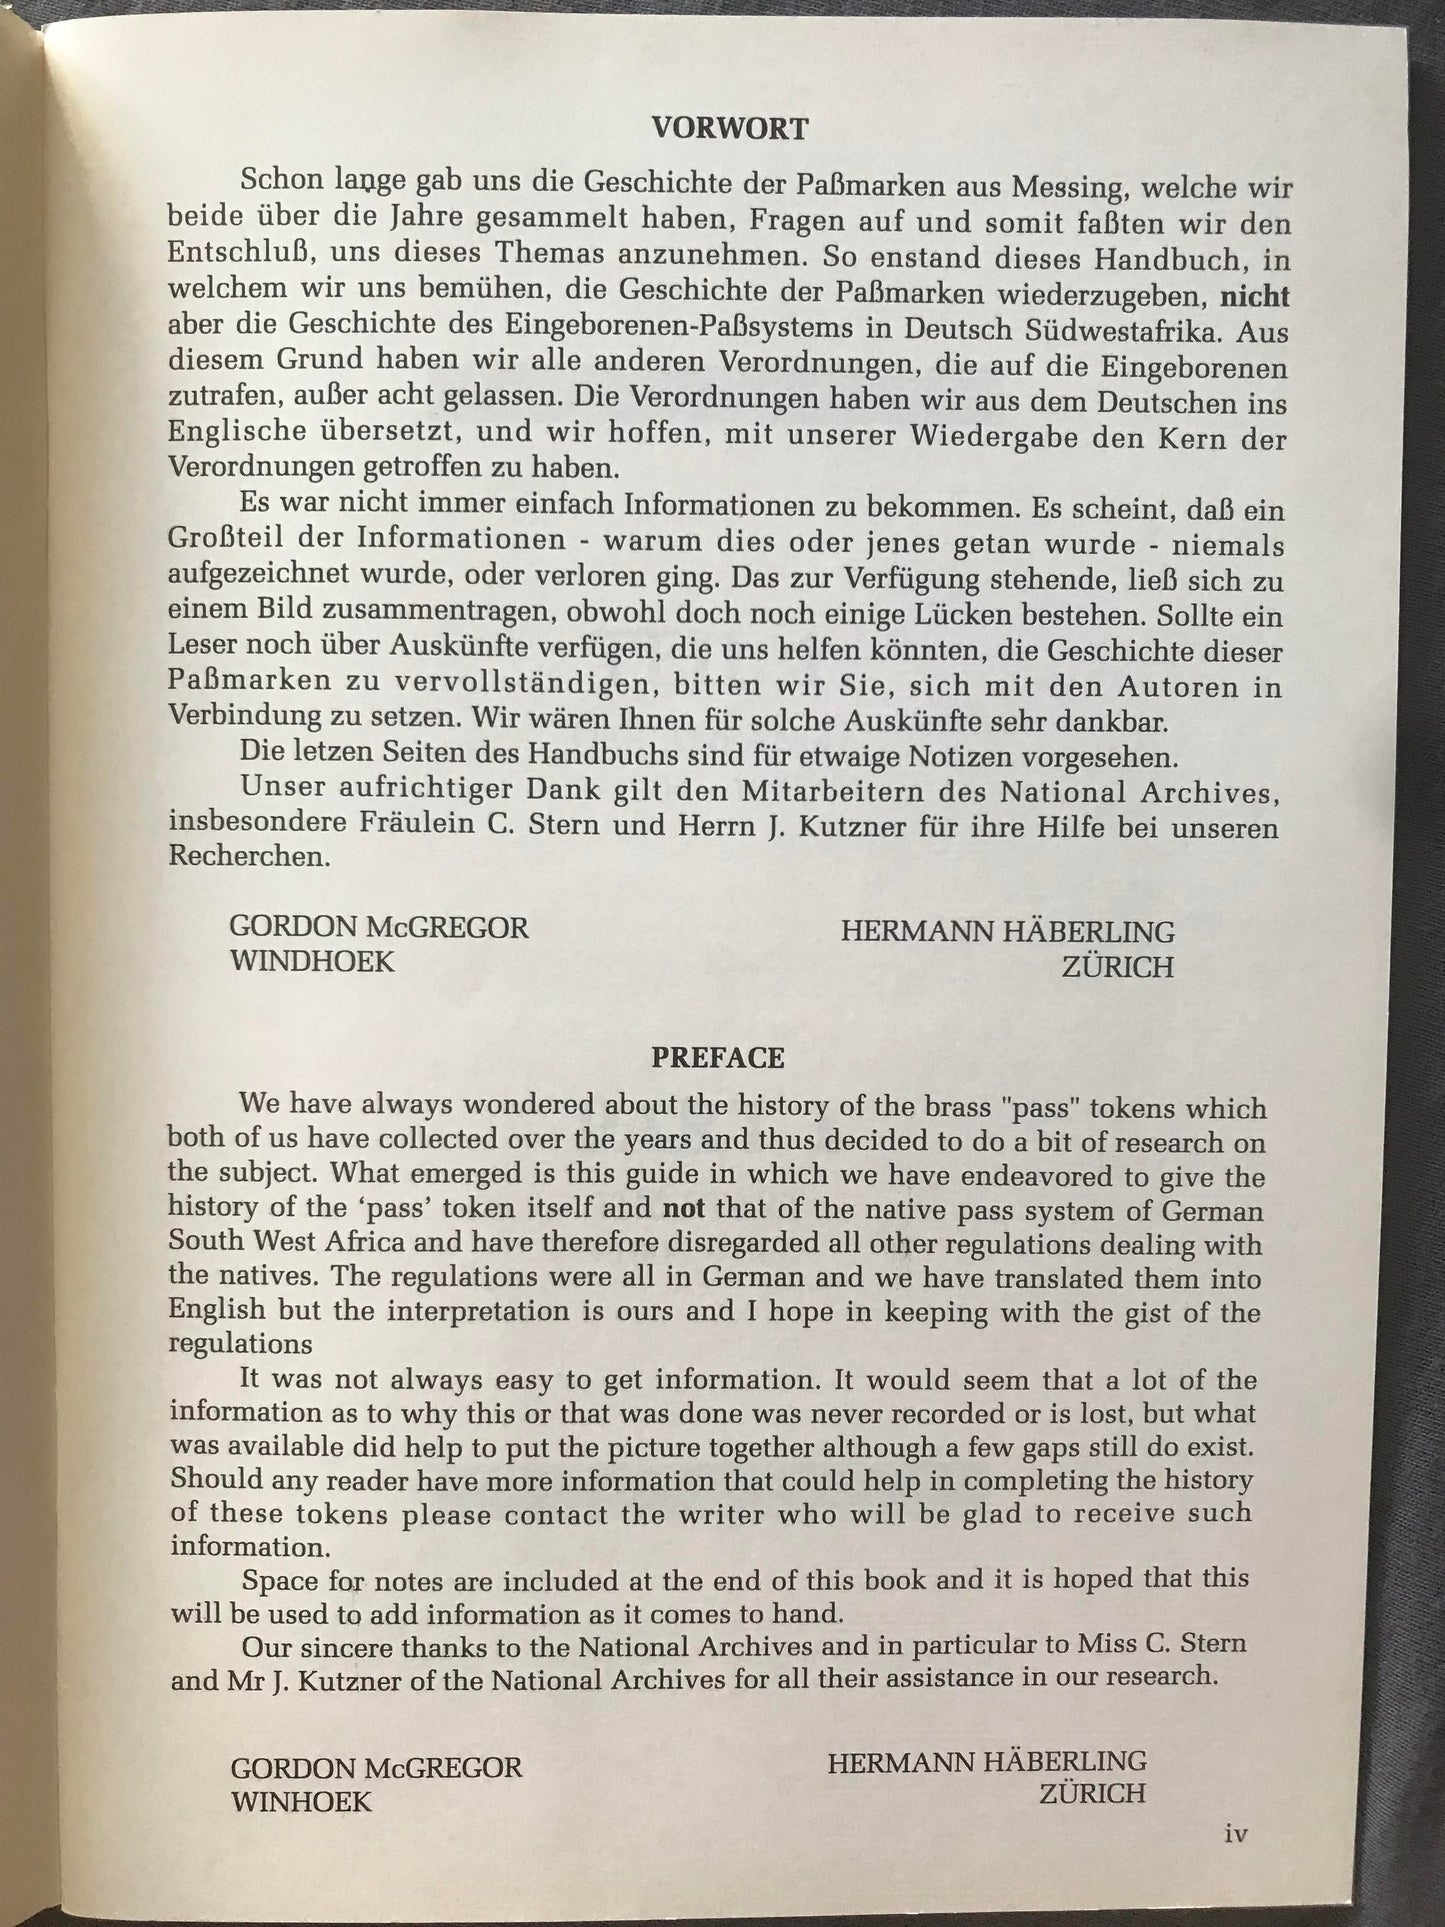 VORWORT
Schon lange gab uns die Geschichte der Paßmarken aus Messing, welche wir
beide über die Jahre gesammelt haben, Fragen auf und somit faßten wir den
Entschluß, uns dieses Themas anzunehmen. So enstand dieses Handbuch, in
welchem wir uns bemühen, die Geschichte der Paßmarken wiederzugeben, nicht
aber die Geschichte des Eingeborenen-Paßsystems in Deutsch Südwestafrika. Aus
diesem Grund haben wir alle anderen Verordnungen, die auf die Eingeborenen
zutrafen, außer acht gelassen. Die Verordnungen haben wir aus dem Deutschen ins
Englische übersetzt, und wir hoffen, mit unserer Wiedergabe den Kern der
Verordnungen getroffen zu haben.
Es war nicht immer einfach Informationen zu bekommen. Es scheint, daß ein
Großteil der Informationen - warum dies oder jenes getan wurde - niemals
aufgezeichnet wurde, oder verloren ging. Das zur Verfügung stehende, ließ sich zu
einem Bild zusammentragen, obwohl doch noch einige Lücken bestehen. Sollte ein
Leser noch über Auskünfte verfügen, die uns helfen könnten, die Geschichte dieser
Paßmarken zu vervollständigen, bitten wir Sie, sich mit den Autoren in
Verbindung zu setzen. Wir wären Ihnen für solche Auskünfte sehr dankbar.
Die letzen Seiten des Handbuchs sind für etwaige Notizen vorgesehen.
Unser aufrichtiger Dank gilt den Mitarbeitern des National Archives,
insbesondere Fräulein C. Stern und Herrn J. Kutzner für ihre Hilfe bei unseren
Recherchen.
GORDON McGREGOR HERMANN HÄBERLING
WINDHOEK ZÜRICH
PREFACE
We have always wondered about the history of the brass "pass" tokens which
both of us have collected over the years and thus decided to do a bit of research on
the subject. What emerged is this guide in which we have endeavored to give the
history of the ‘pass’ token itself and not that of the native pass system of German
South West Africa and have therefore disregarded all other regulations dealing with
the natives. The regulations were all in German and we have translated them into
English but the interpretation is ours and I hope in keeping with the gist of the
regulations
It was not always easy to get information. It would seem that a lot of the
information as to why this or that was done was never recorded or is lost, but what
was available did help to put the picture together although a few gaps still do exist.
Should any reader have more information that could help in completing the history
of these tokens please contact the writer who will be glad to receive such
information.
Space for notes are included at the end of this book and it is hoped that this
will be used to add information as it comes to hand.
Our sincere thanks to the National Archives and in particular to Miss C. Stern
and Mr J. Kutzner of the National Archives for all their assistance in our research.
GORDON McGREGOR HERMANN HÄBERLING
WINHOEK ZÜRICH
iv